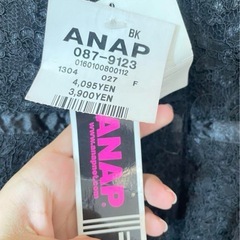 BK
ANAP
087-9123
0160100800112
1304 027 F
4,095YEN
3,900YEN
ANAP
www.anapnet.com